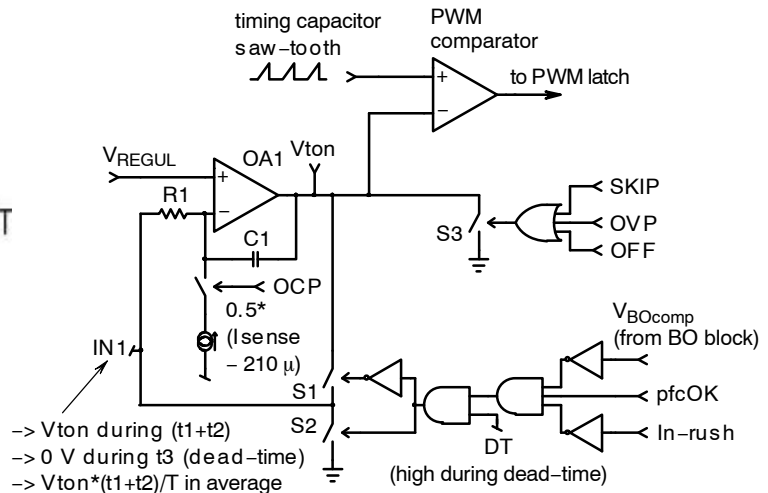 timing capacitor
saw-tooth
PWM
comparator
+
−
to PWM latch
VREGUL
OA1
Vton
+
−
R1
C1
T
S3
SKIP
OVP
OFF
OCP
0.5*
(Isense
− 210 μ)
IN1
S1
S2
VBOcomp
(from BO block)
pfcOK
In−rush
DT
(high during dead−time)
−> Vton during (t1+t2)
−> 0 V during t3 (dead−time)
−> Vton*(t1+t2)/T in average